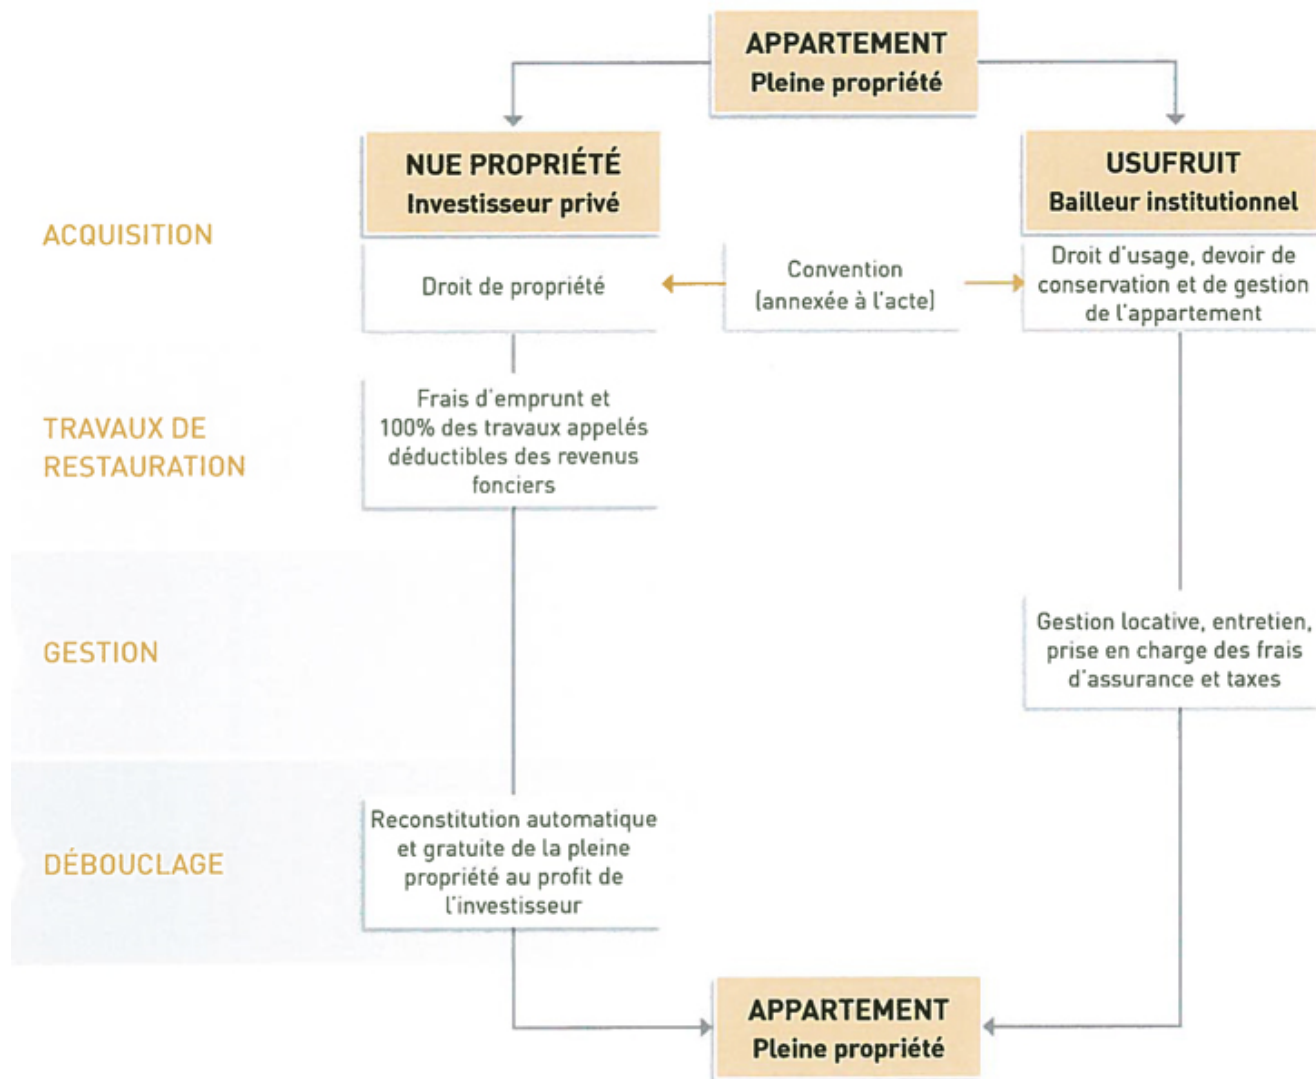 APPARTEMENT
Pleine propriété
NUE PROPRIÉTÉ
Investisseur privé
USUFRUIT
Bailleur institutionnel
ACQUISITION
Droit de propriété
Convention
(annexée à l'acte)
Droit d'usage, devoir de
conservation et de gestion
de l'appartement
TRAVAUX DE
RESTAURATION
Frais d'emprunt et
100% des travaux appelés
déductibles des revenus
fonciers
GESTION
Gestion locative, entretien,
prise en charge des frais
d'assurance et taxes
DÉBOUCLAGE
Reconstitution automatique
et gratuite de la pleine
propriété au profit de
l'investisseur
APPARTEMENT
Pleine propriété